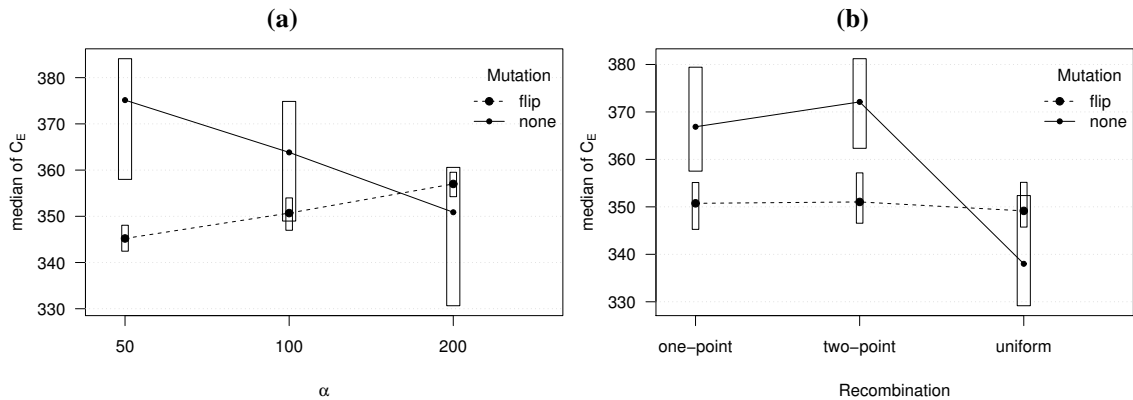 (a)
median of C_E
380
370
360
350
340
330
50
100
200
α
Mutation
flip
none
(b)
median of C_E
380
370
360
350
340
330
one−point
two−point
uniform
Recombination
Mutation
flip
none